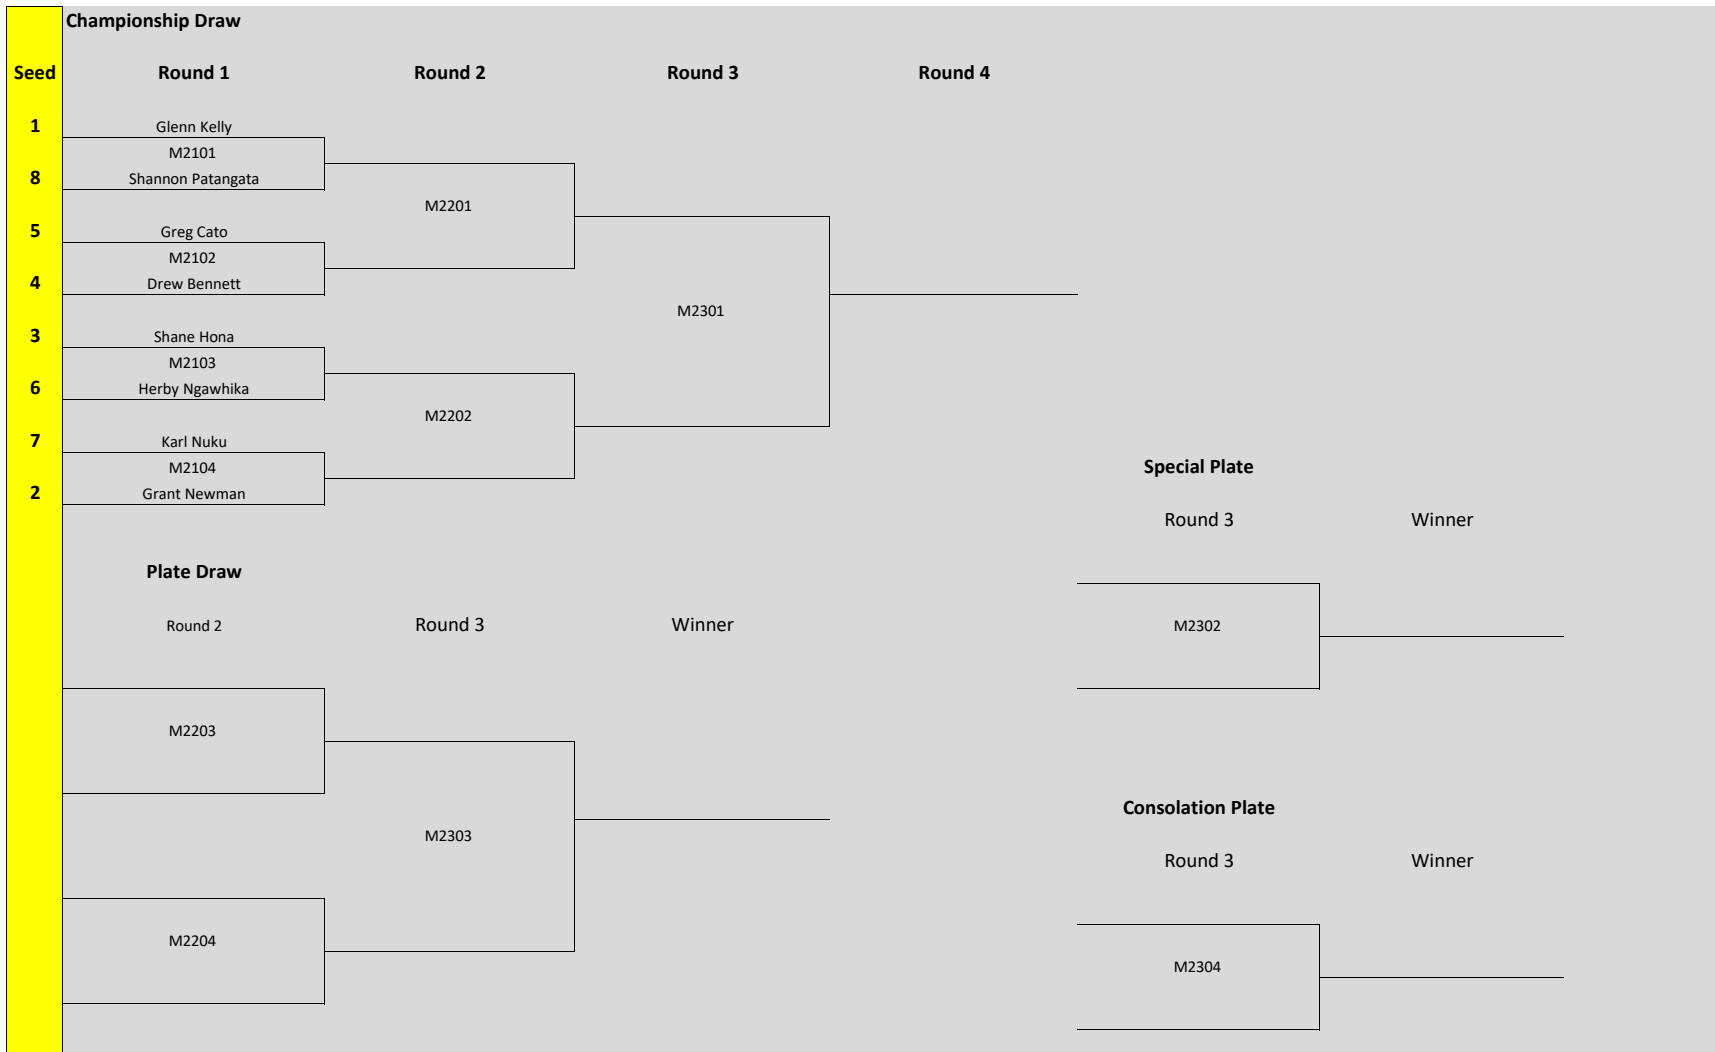 Championship Draw
Seed Round 1 Round 2 Round 3 Round 4
1 Glenn Kelly
M2101
8 Shannon Patangata
M2201
5 Greg Cato
M2102
4 Drew Bennett
M2301
3 Shane Hona
M2103
6 Herby Ngawhika
M2202
7 Karl Nuku
M2104
2 Grant Newman
Special Plate
Round 3 Winner
M2302
Plate Draw
Round 2 Round 3 Winner
M2203
M2303
M2204
Consolation Plate
Round 3 Winner
M2304